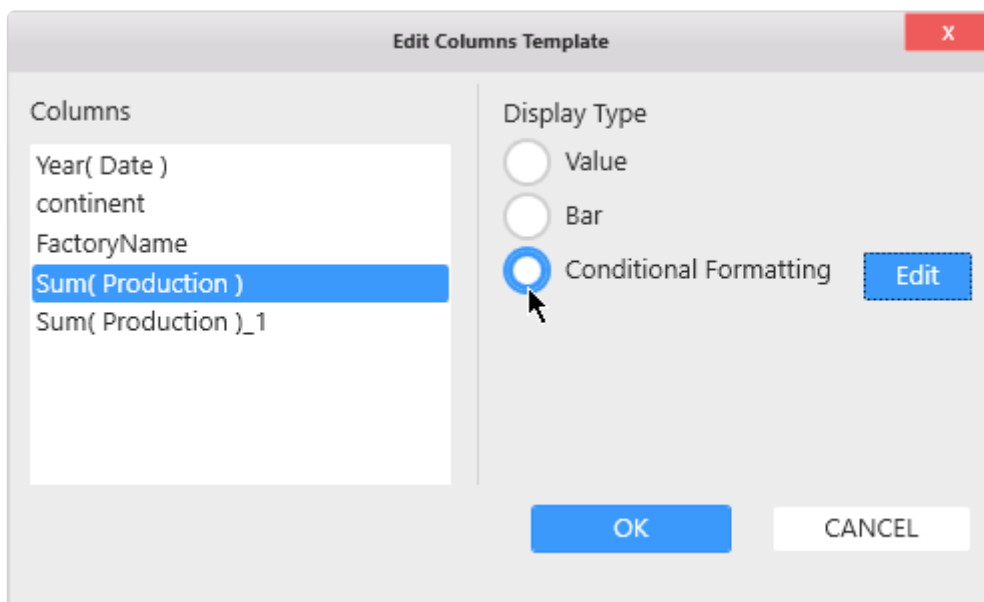 Edit Columns Template
X
Columns
Year( Date )
continent
FactoryName
Sum( Production )
Sum( Production )_1
Display Type
Value
Bar
Conditional Formatting
Edit
OK
CANCEL